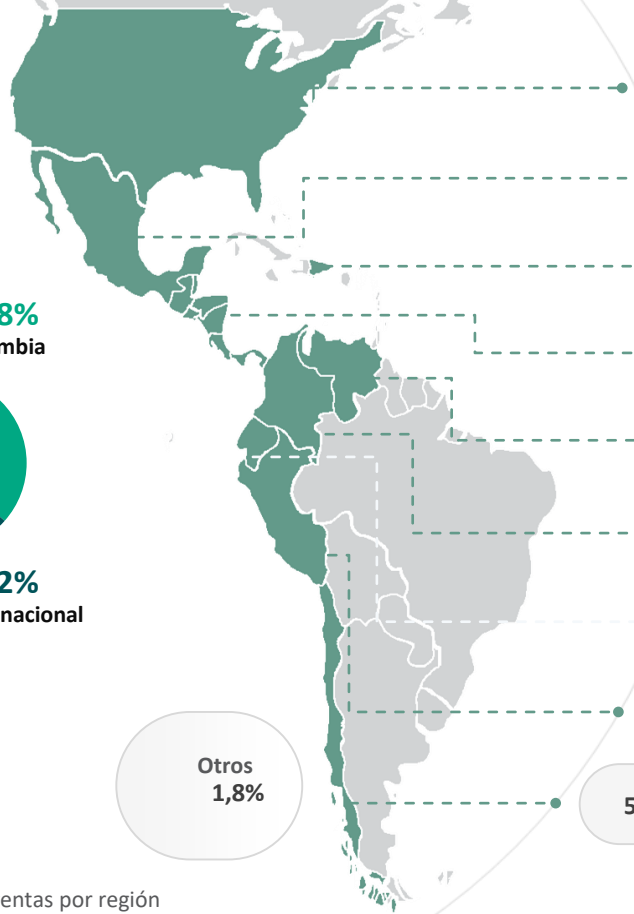 8%
mbia
2%
nacional
Otros
1,8%
5
entas por región